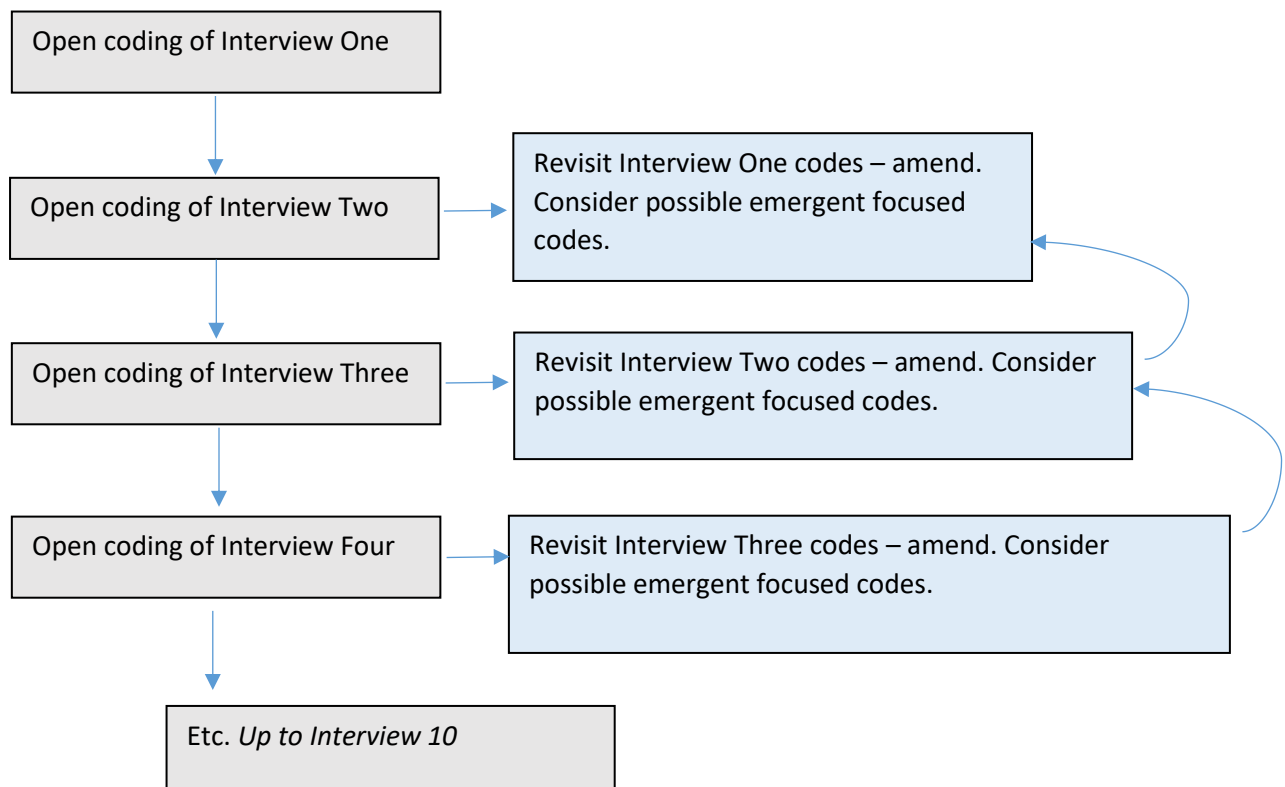 Open coding of Interview One
Open coding of Interview Two
Revisit Interview One codes – amend.
Consider possible emergent focused
codes.
Open coding of Interview Three
Revisit Interview Two codes – amend. Consider
possible emergent focused codes.
Open coding of Interview Four
Revisit Interview Three codes – amend. Consider
possible emergent focused codes.
Etc. Up to Interview 10